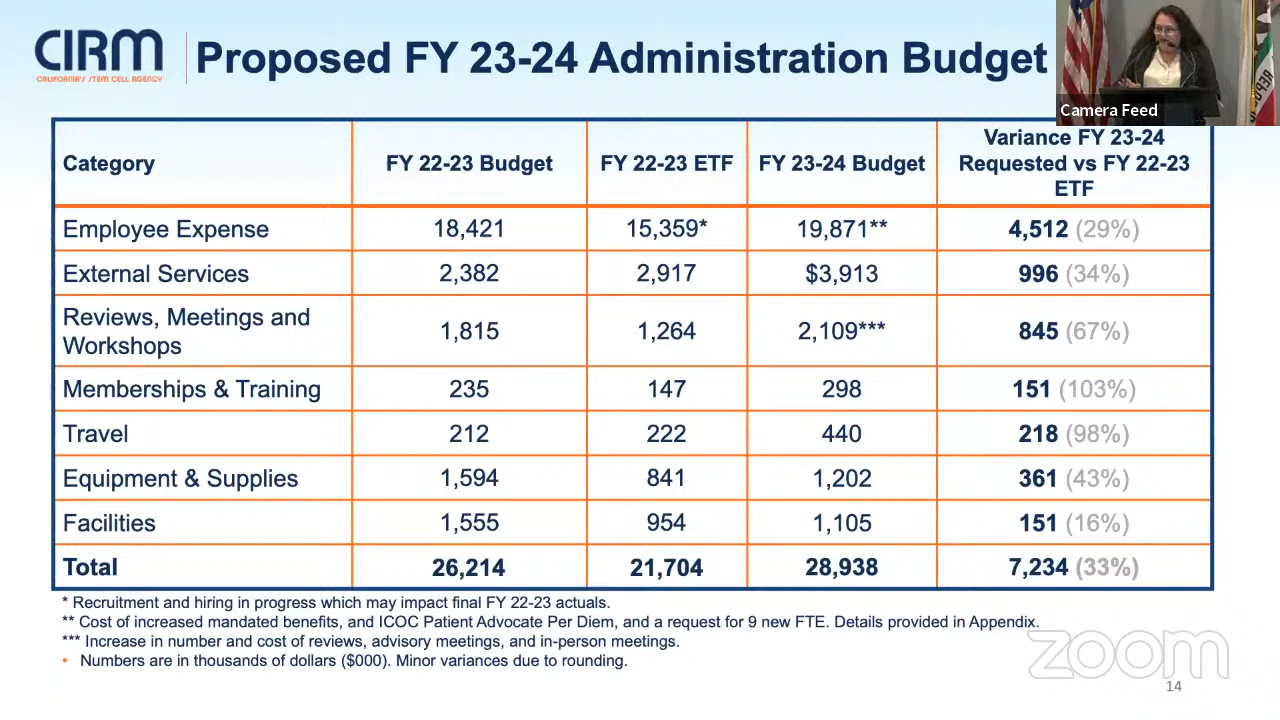 CIRM
CALIFORNIA'S STEM CELL AGENCY
Proposed FY 23-24 Administration Budget
Camera Feed
Category FY 22-23 Budget FY 22-23 ETF FY 23-24 Budget Variance FY 23-24 Requested vs FY 22-23 ETF
Employee Expense 18,421 15,359* 19,871** 4,512 (29%)
External Services 2,382 2,917 $3,913 996 (34%)
Reviews, Meetings and Workshops 1,815 1,264 2,109*** 845 (67%)
Memberships & Training 235 147 298 151 (103%)
Travel 212 222 440 218 (98%)
Equipment & Supplies 1,594 841 1,202 361 (43%)
Facilities 1,555 954 1,105 151 (16%)
Total 26,214 21,704 28,938 7,234 (33%)
* Recruitment and hiring in progress which may impact final FY 22-23 actuals.
** Cost of increased mandated benefits, and ICOC Patient Advocate Per Diem, and a request for 9 new FTE. Details provided in Appendix.
*** Increase in number and cost of reviews, advisory meetings, and in-person meetings.
• Numbers are in thousands of dollars ($000). Minor variances due to rounding.
zoom
14